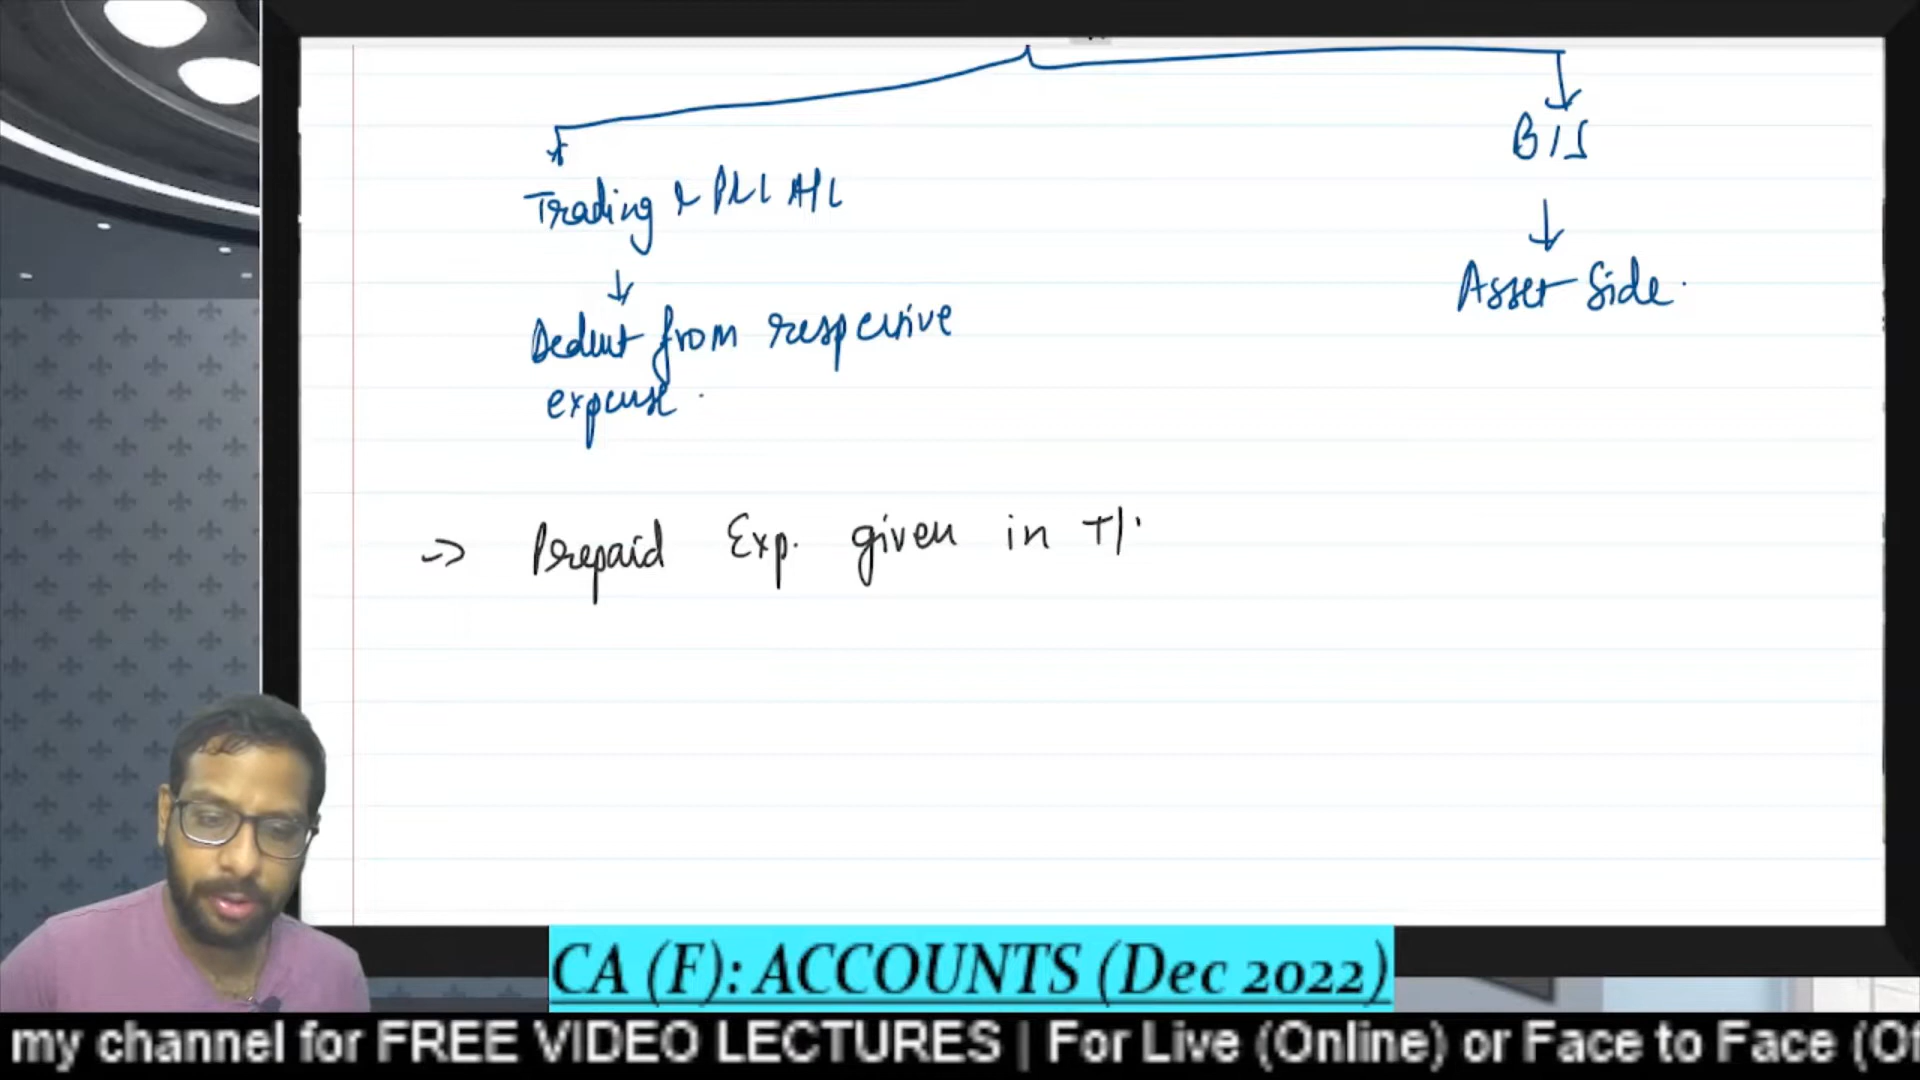 B/S
Trading & P&L A/C
Asset Side.
Deduct from respective
expense.
-> Prepaid Exp. given in T/
CA (F): ACCOUNTS (Dec 2022)
my channel for FREE VIDEO LECTURES | For Live (Online) or Face to Face (Of